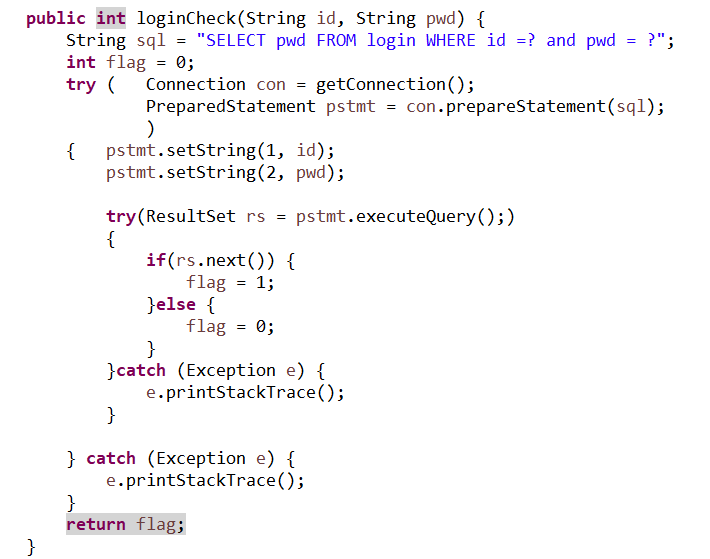 public int loginCheck(String id, String pwd) {
    String sql = "SELECT pwd FROM login WHERE id =? and pwd = ?";
    int flag = 0;
    try (   Connection con = getConnection();
            PreparedStatement pstmt = con.prepareStatement(sql);
            )
    {   pstmt.setString(1, id);
        pstmt.setString(2, pwd);

        try(ResultSet rs = pstmt.executeQuery();)
        {
            if(rs.next()) {
                flag = 1;
            }else {
                flag = 0;
            }
        }catch (Exception e) {
            e.printStackTrace();
        }

    } catch (Exception e) {
        e.printStackTrace();
    }
    return flag;
}